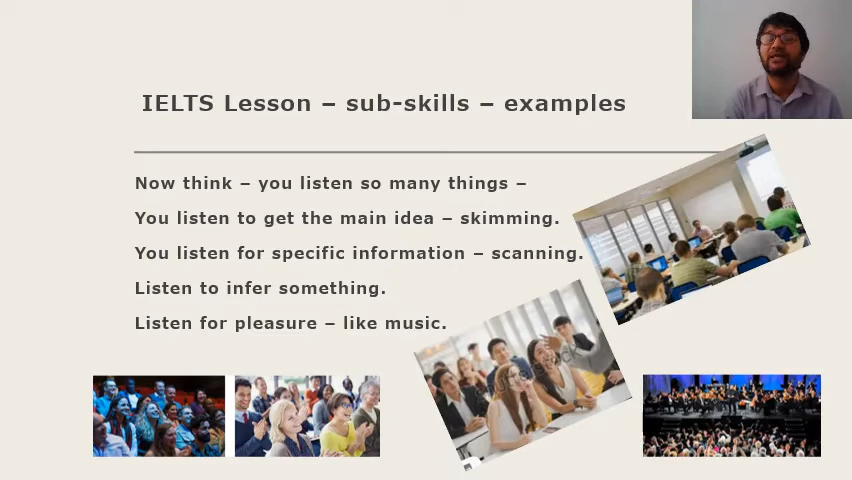 IELTS Lesson – sub-skills – examples
Now think – you listen so many things –
You listen to get the main idea – skimming.
You listen for specific information – scanning.
Listen to infer something.
Listen for pleasure – like music.